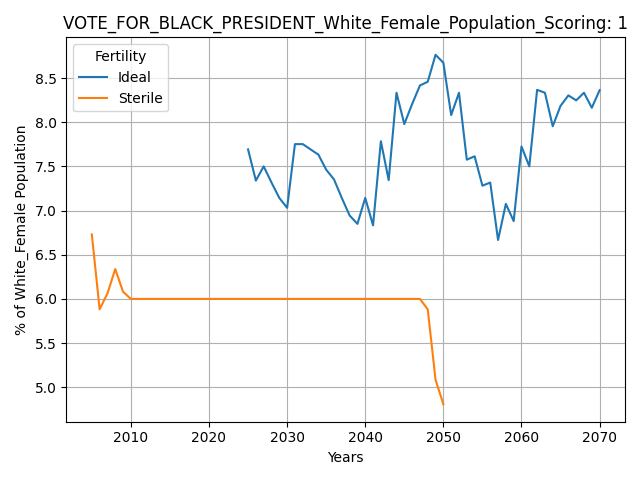 VOTE_FOR_BLACK_PRESIDENT_White_Female_Population_Scoring: 1
Fertility
Ideal
Sterile
% of White_Female Population
8.5
8.0
7.5
7.0
6.5
6.0
5.5
5.0
2010 2020 2030 2040 2050 2060 2070
Years